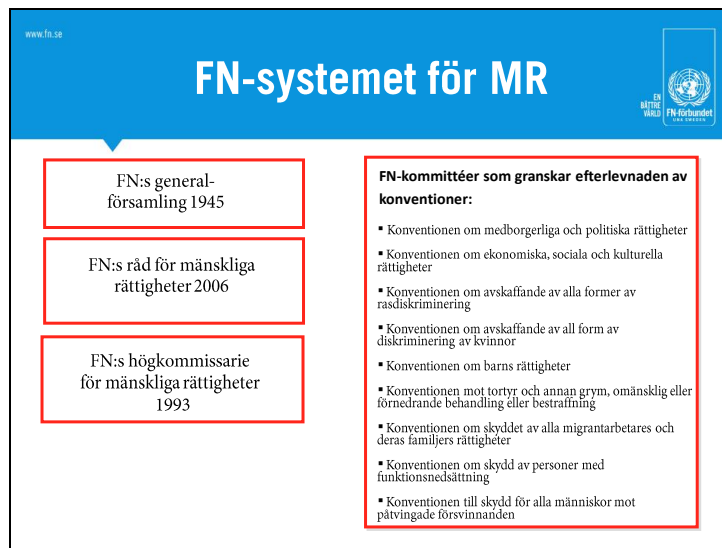 www.fn.se
FN-systemet för MR
EN
BÄTTRE
VÄRLD
FN-förbundet
UNA SWEDEN
FN:s general-
församling 1945
FN:s råd för mänskliga
rättigheter 2006
FN:s högkommissarie
för mänskliga rättigheter
1993
FN-kommittéer som granskar efterlevnaden av
konventioner:
▪ Konventionen om medborgerliga och politiska rättigheter
▪ Konventionen om ekonomiska, sociala och kulturella
rättigheter
▪ Konventionen om avskaffande av alla former av
rasdiskriminering
▪ Konventionen om avskaffande av all form av
diskriminering av kvinnor
▪ Konventionen om barns rättigheter
▪ Konventionen mot tortyr och annan grym, omänsklig eller
förnedrande behandling eller bestraffning
▪ Konventionen om skyddet av alla migrantarbetares och
deras familjers rättigheter
▪ Konventionen om skydd av personer med
funktionsnedsättning
▪ Konventionen till skydd för alla människor mot
påtvingade försvinnanden